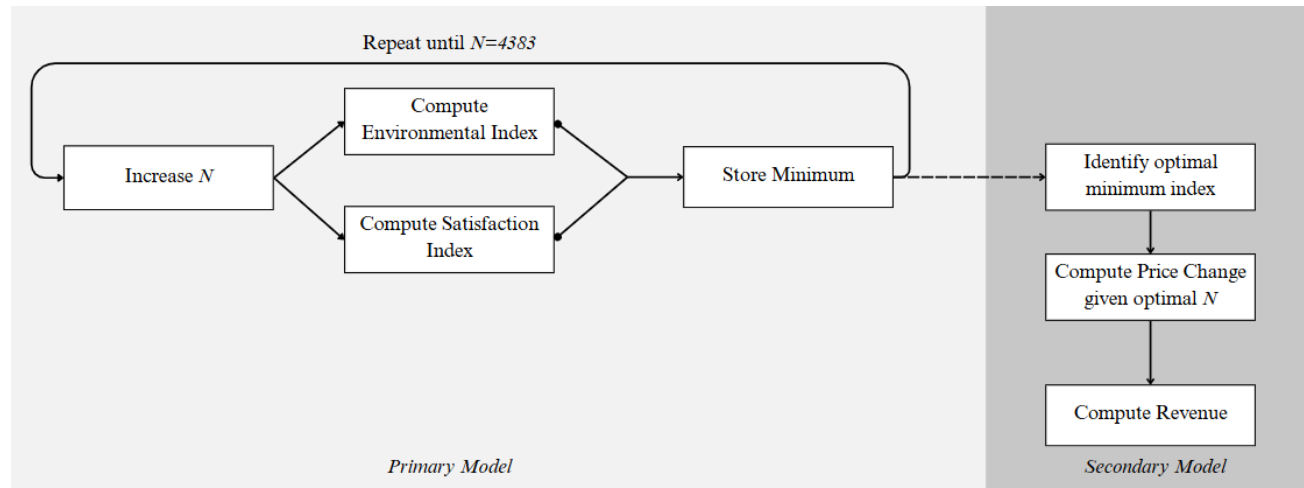 Repeat until N=4383
Increase N
Compute
Environmental Index
Compute Satisfaction
Index
Store Minimum
Identify optimal
minimum index
Compute Price Change
given optimal N
Compute Revenue
Primary Model
Secondary Model